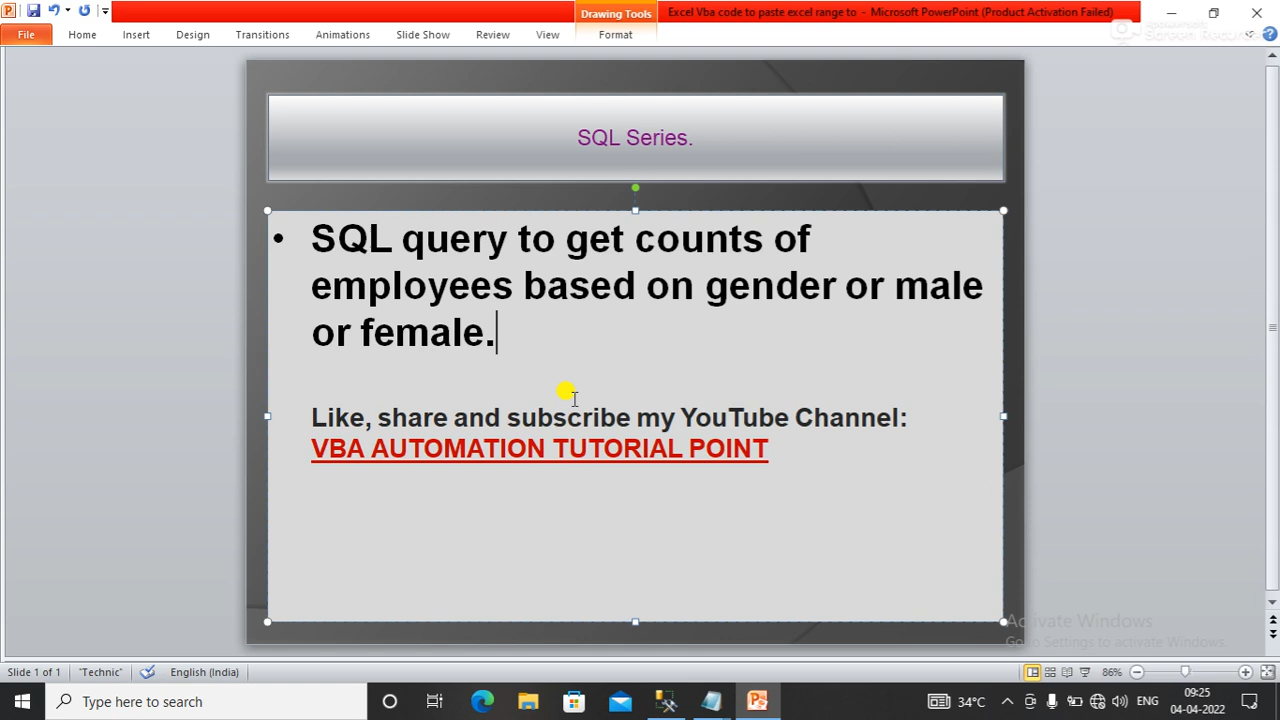 Drawing Tools
Excel Vba code to paste excel range to - Microsoft PowerPoint (Product Activation Failed)
File Home Insert Design Transitions Animations Slide Show Review View Format
SQL Series.
• SQL query to get counts of
employees based on gender or male
or female.
Like, share and subscribe my YouTube Channel:
VBA AUTOMATION TUTORIAL POINT
Activate Windows
Go to Settings to activate Windows.
Slide 1 of 1 "Technic" English (India) 86%
Type here to search
34°C ENG 09:25
04-04-2022